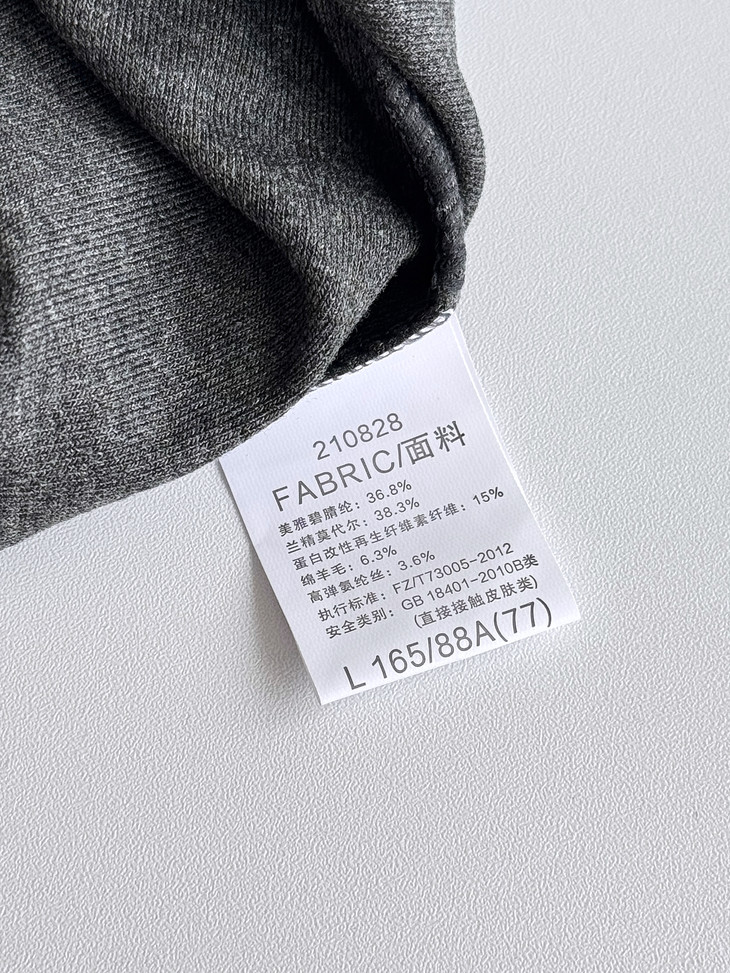 210828
FABRIC/面料
美雅碧腈纶：36.8%
兰精莫代尔：38.3%
蛋白改性再生纤维素纤维：15%
绵羊毛：6.3%
高弹氨纶丝：3.6%
执行标准：FZ/T73005-2012
安全类别：GB 18401-2010B类
(直接接触皮肤类)
L 165/88A(77)